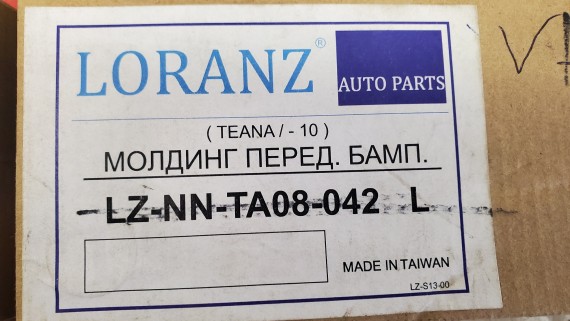 LORANZ®
AUTO PARTS
( TEANA / - 10 )
МОЛДИНГ ПЕРЕД. БАМП.
LZ-NN-TA08-042 L
MADE IN TAIWAN
LZ-S13-00